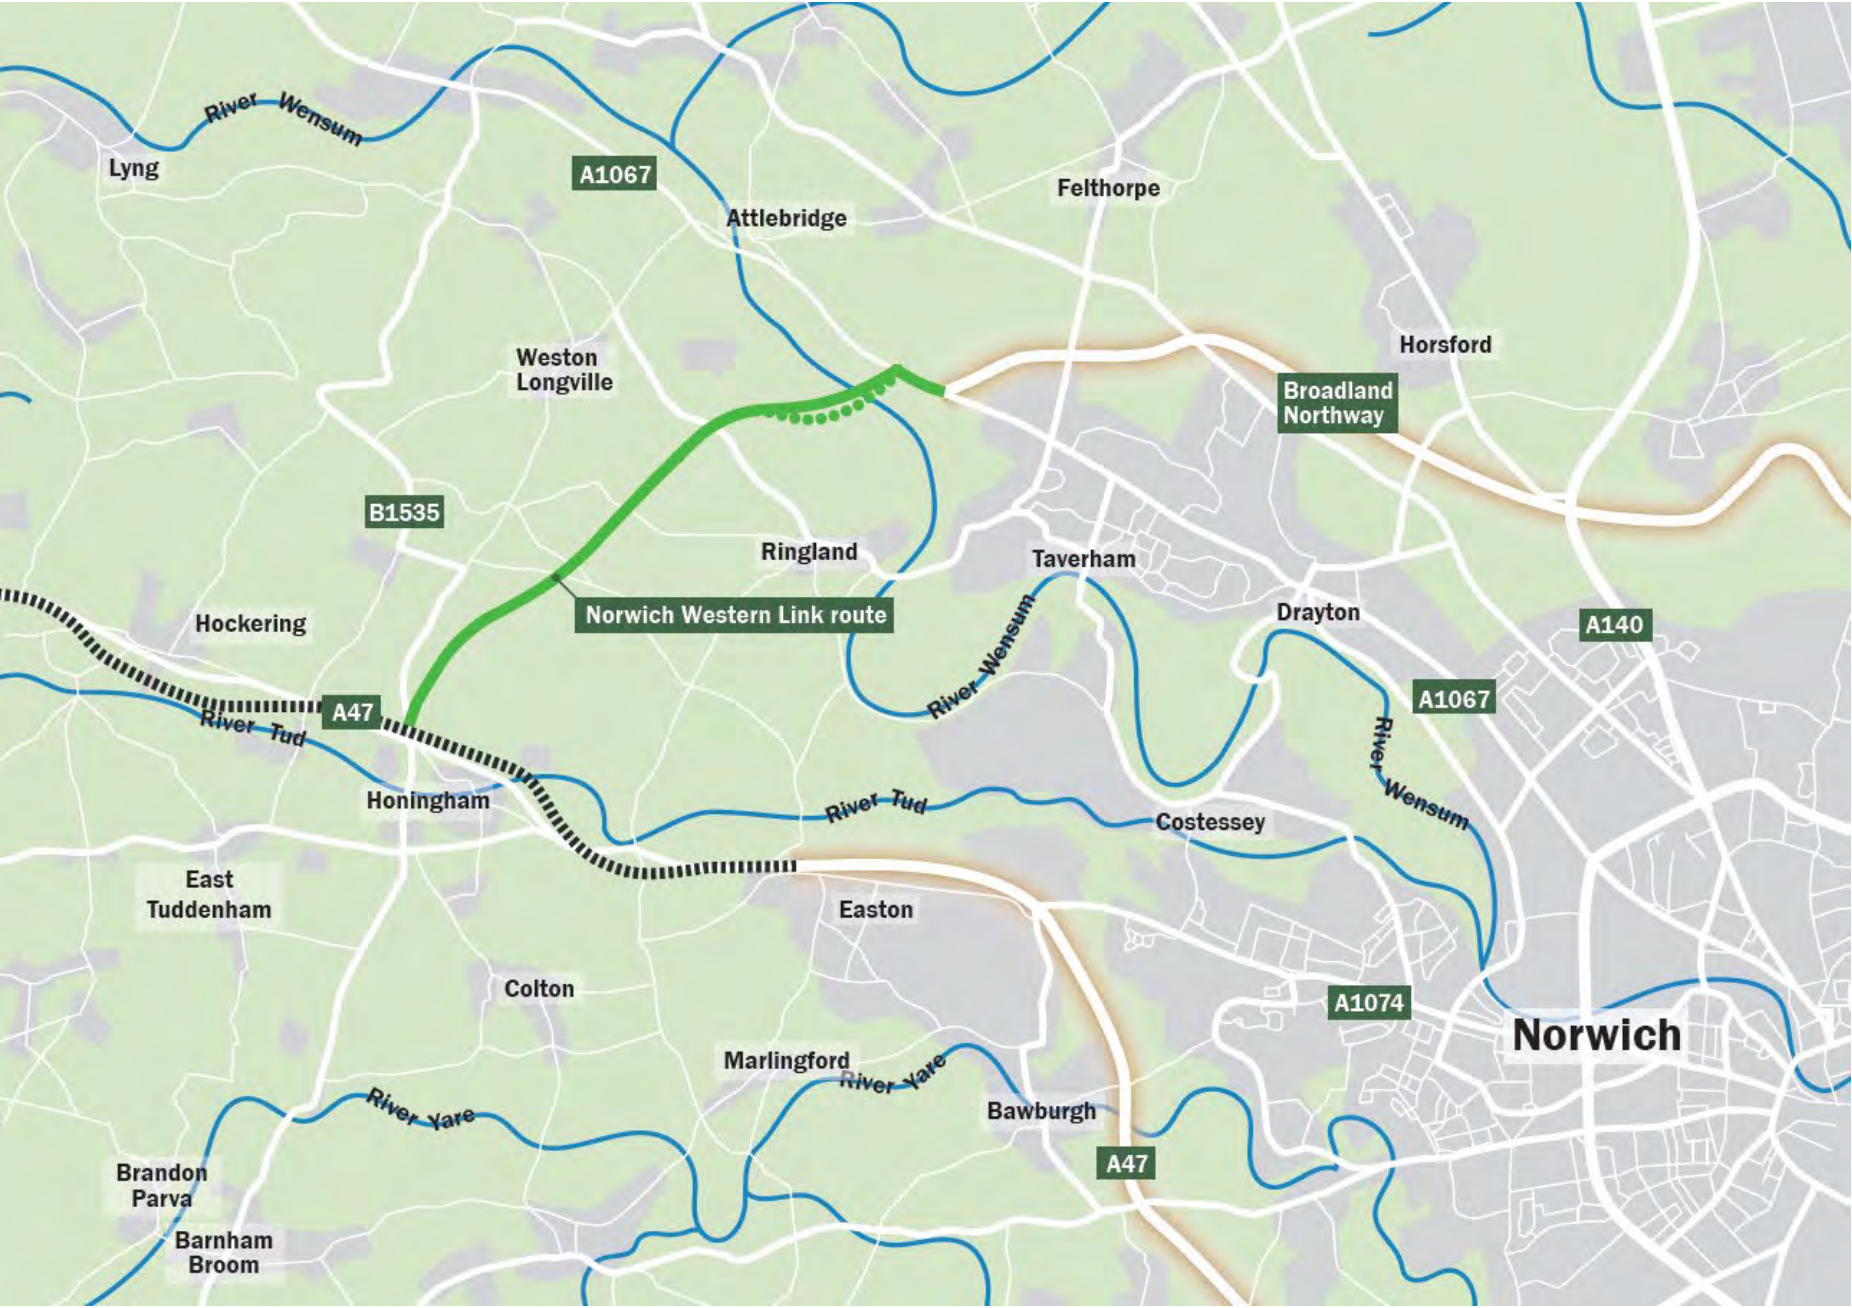 River Wensum
Lyng
A1067
Attlebridge
Felthorpe
Weston
Longville
Horsford
Broadland
Northway
B1535
Ringland
Taverham
Norwich Western Link route
Hockering
Drayton
A140
River Wensum
A47
A1067
River Tud
River Wensum
Honingham
River Tud
Costessey
East
Tuddenham
Easton
Colton
A1074
Norwich
Marlingford
River Yare
River Yare
Bawburgh
A47
Brandon
Parva
Barnham
Broom